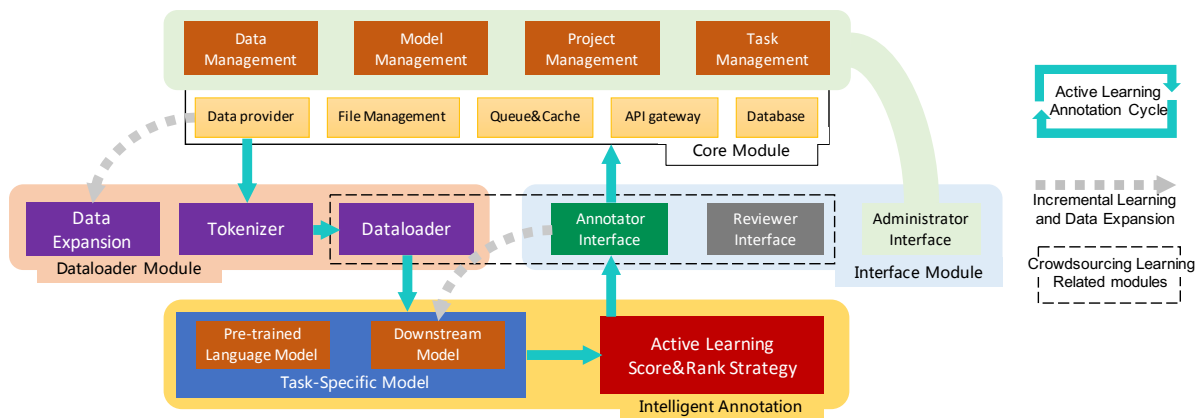 Data
Management
Model
Management
Project
Management
Task
Management
Data provider
File Management
Queue&Cache
API gateway
Database
Core Module
Active Learning
Annotation Cycle
Data
Expansion
Tokenizer
Dataloader
Dataloader Module
Annotator
Interface
Reviewer
Interface
Administrator
Interface
Interface Module
Incremental Learning
and Data Expansion
Crowdsourcing Learning
Related modules
Pre-trained
Language Model
Downstream
Model
Task-Specific Model
Active Learning
Score&Rank Strategy
Intelligent Annotation